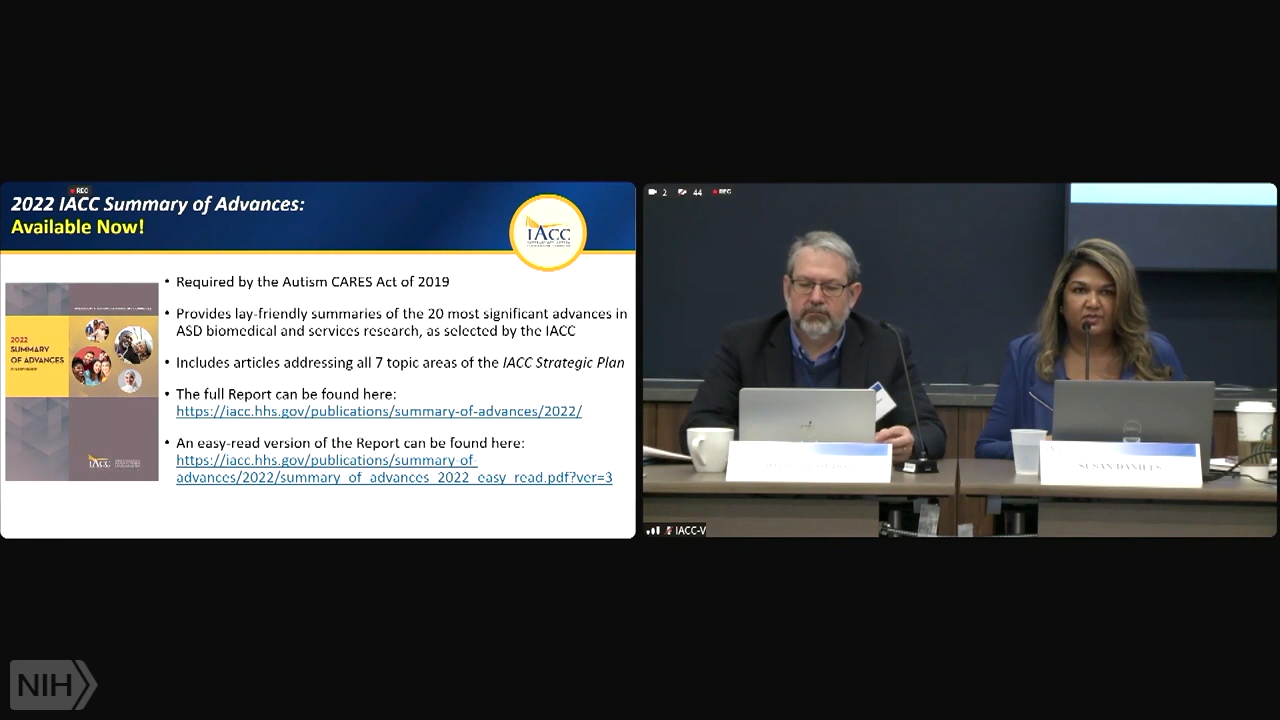 REC
2022 IACC Summary of Advances:
Available Now!
IACC
2022
SUMMARY
OF ADVANCES
IACC
• Required by the Autism CARES Act of 2019
• Provides lay-friendly summaries of the 20 most significant advances in
ASD biomedical and services research, as selected by the IACC
• Includes articles addressing all 7 topic areas of the IACC Strategic Plan
• The full Report can be found here:
https://iacc.hhs.gov/publications/summary-of-advances/2022/
• An easy-read version of the Report can be found here:
https://iacc.hhs.gov/publications/summary-of-
advances/2022/summary_of_advances_2022_easy_read.pdf?ver=3
2 44 REC
SUSAN DANIELS
IACC-V
NIH